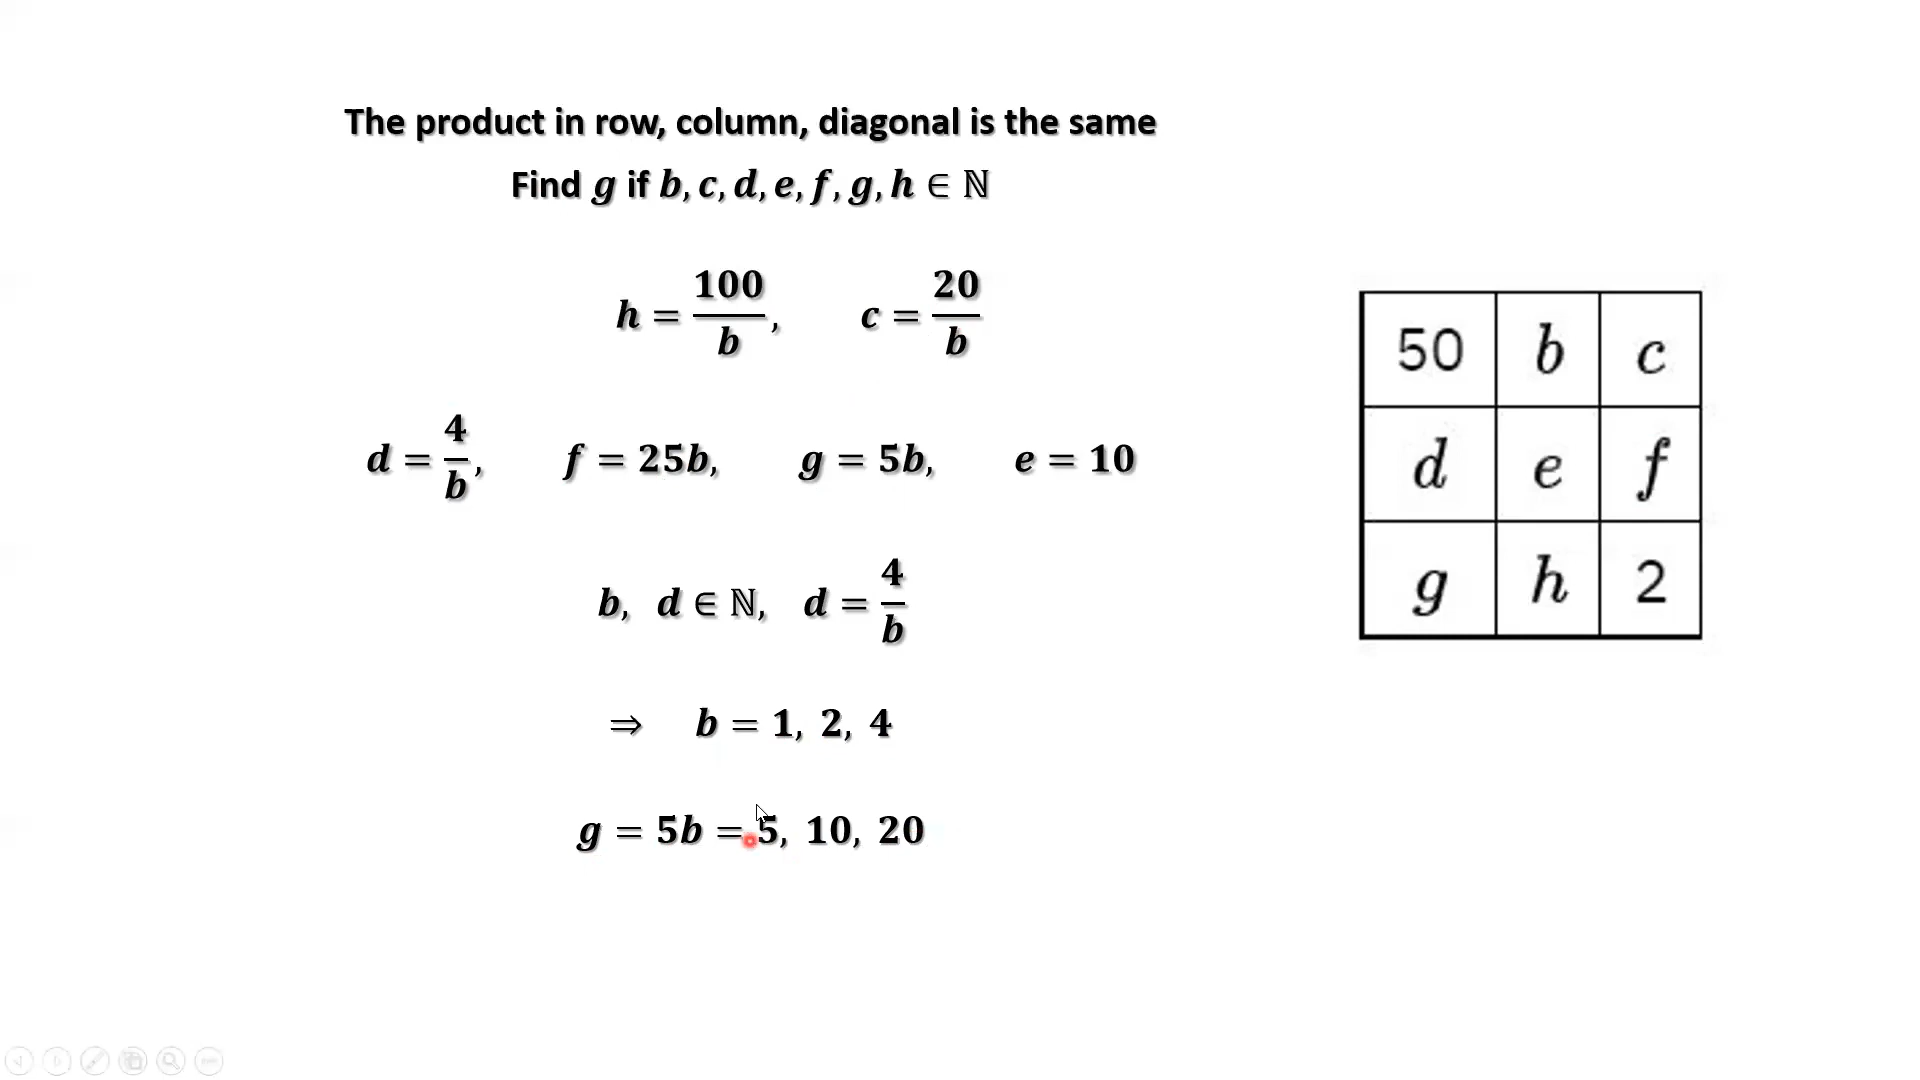 The product in row, column, diagonal is the same
Find g if b, c, d, e, f, g, h ∈ ℕ
h = 100/b, c = 20/b
d = 4/b, f = 25b, g = 5b, e = 10
b, d ∈ ℕ, d = 4/b
⇒ b = 1, 2, 4
g = 5b = 5, 10, 20
50 b c
d e f
g h 2